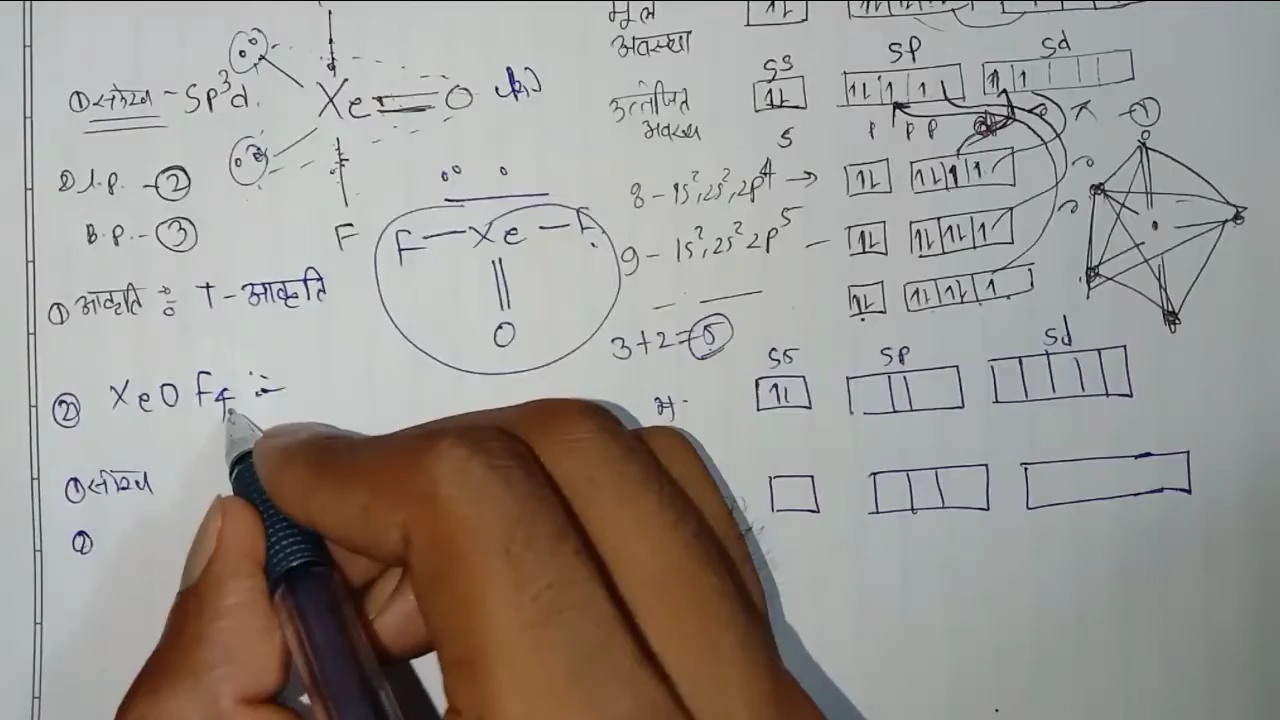 ① संकरण - Sp³d.
Xe=O
② l.p. - ②
B.p. - ③
F
F—Xe—F
O
① आकृति ÷ T - आकृति
② XeOF4 :-
① संकरण
②
मूल
अवस्था
उत्तेजित
अवस्था
5S 5P 5d
P P P
S
8 - 1S², 2S², 2p⁴ →
9 - 1S², 2S² 2p⁵ -
3+2=⑤
5S 5P 5d